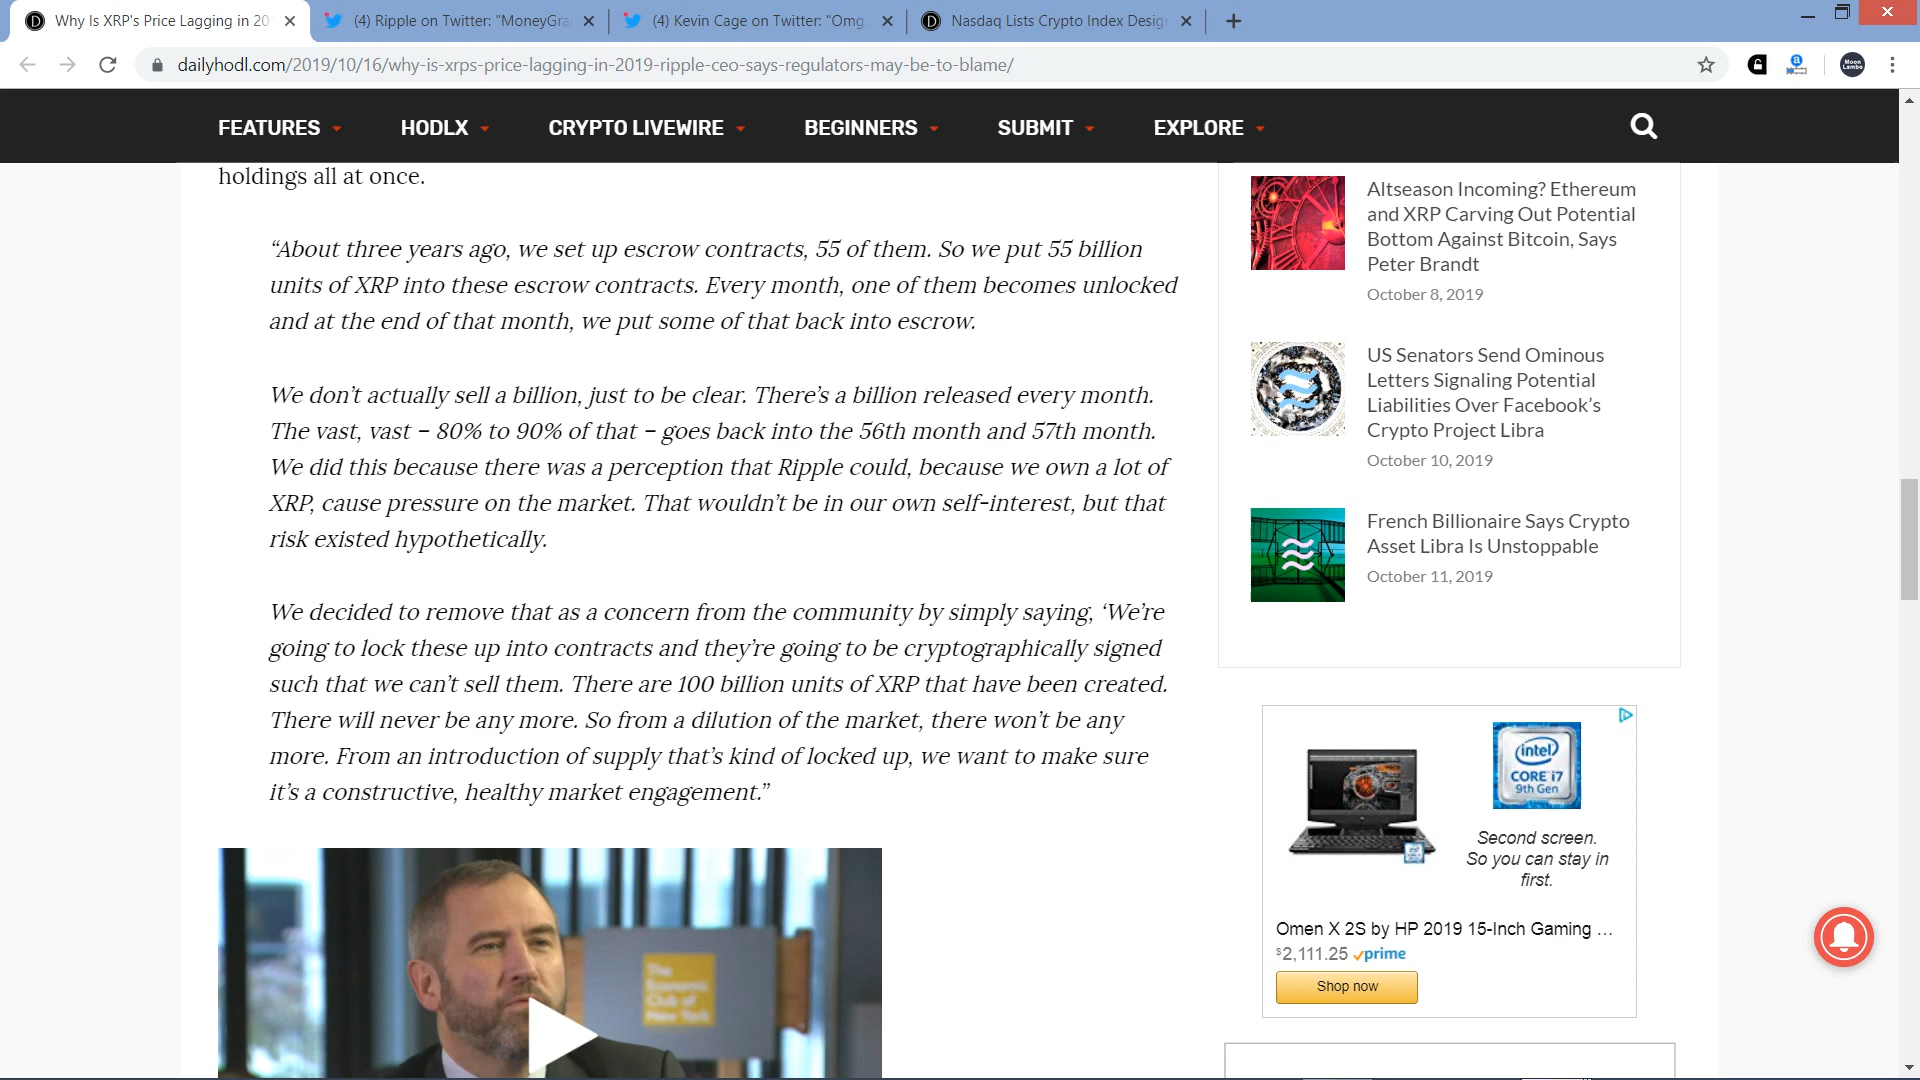 Why Is XRP's Price Lagging in 20
(4) Ripple on Twitter: "MoneyGra
(4) Kevin Cage on Twitter: "Omg.
Nasdaq Lists Crypto Index Desig
dailyhodl.com/2019/10/16/why-is-xrps-price-lagging-in-2019-ripple-ceo-says-regulators-may-be-to-blame/
Moon Lambo
FEATURES
HODLX
CRYPTO LIVEWIRE
BEGINNERS
SUBMIT
EXPLORE
holdings all at once.
“About three years ago, we set up escrow contracts, 55 of them. So we put 55 billion
units of XRP into these escrow contracts. Every month, one of them becomes unlocked
and at the end of that month, we put some of that back into escrow.
We don’t actually sell a billion, just to be clear. There’s a billion released every month.
The vast, vast – 80% to 90% of that – goes back into the 56th month and 57th month.
We did this because there was a perception that Ripple could, because we own a lot of
XRP, cause pressure on the market. That wouldn’t be in our own self-interest, but that
risk existed hypothetically.
We decided to remove that as a concern from the community by simply saying, ‘We’re
going to lock these up into contracts and they’re going to be cryptographically signed
such that we can’t sell them. There are 100 billion units of XRP that have been created.
There will never be any more. So from a dilution of the market, there won’t be any
more. From an introduction of supply that’s kind of locked up, we want to make sure
it’s a constructive, healthy market engagement.”
The
Economic
Club of
New York
Altseason Incoming? Ethereum
and XRP Carving Out Potential
Bottom Against Bitcoin, Says
Peter Brandt
October 8, 2019
US Senators Send Ominous
Letters Signaling Potential
Liabilities Over Facebook’s
Crypto Project Libra
October 10, 2019
French Billionaire Says Crypto
Asset Libra Is Unstoppable
October 11, 2019
intel
CORE i7
9th Gen
Second screen.
So you can stay in
first.
Omen X 2S by HP 2019 15-Inch Gaming ...
$2,111.25 prime
Shop now